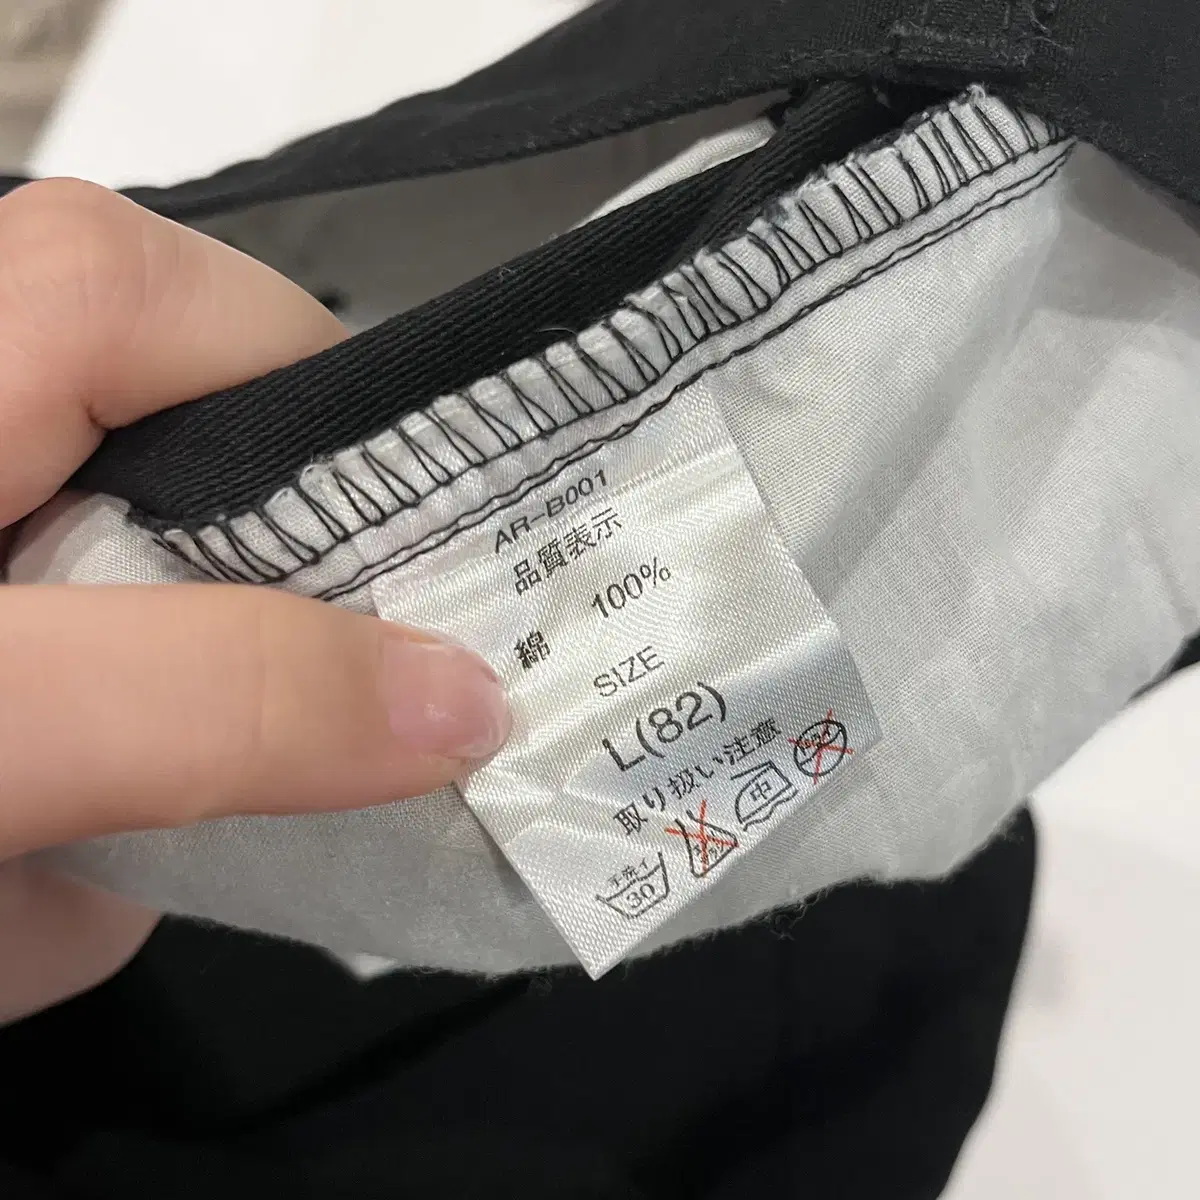 AR-B001
品質表示
綿 100%
SIZE
L(82)
取り扱い注意
手洗イ
30
中